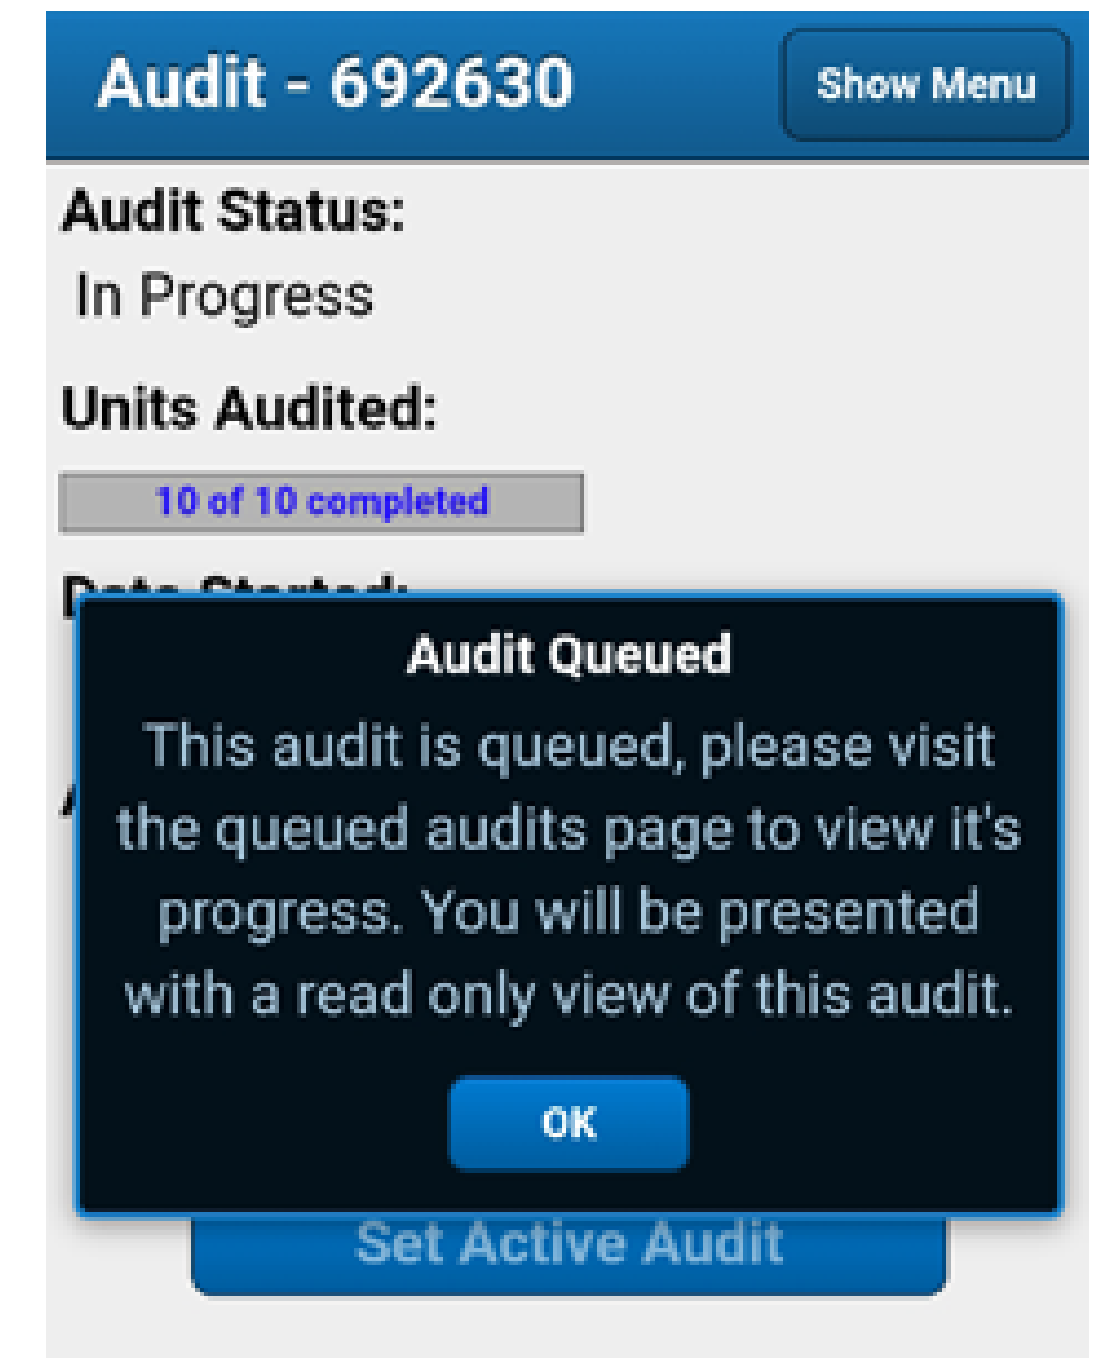 Audit - 692630
Show Menu
Audit Status:
In Progress
Units Audited:
10 of 10 completed
Date Started:
Audit Queued
This audit is queued, please visit
the queued audits page to view it's
progress. You will be presented
with a read only view of this audit.
OK
Set Active Audit